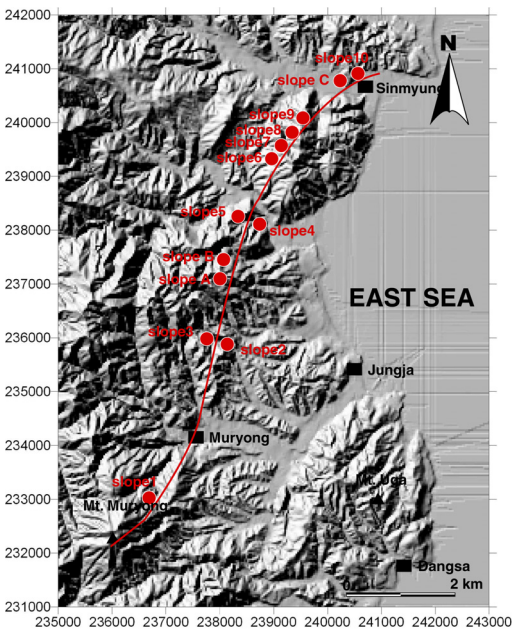 242000
241000
240000
239000
238000
237000
236000
235000
234000
233000
232000
231000
235000 236000 237000 238000 239000 240000 241000 242000 243000
N
slope10
slope C
Sinmyung
slope9
slope8
slope7
slope6
slope5
slope4
slope B
slope A
EAST SEA
slope3
slope2
Jungja
Muryong
slope1
Mt. Muryong
Mt. Uga
Dangsa
2 km